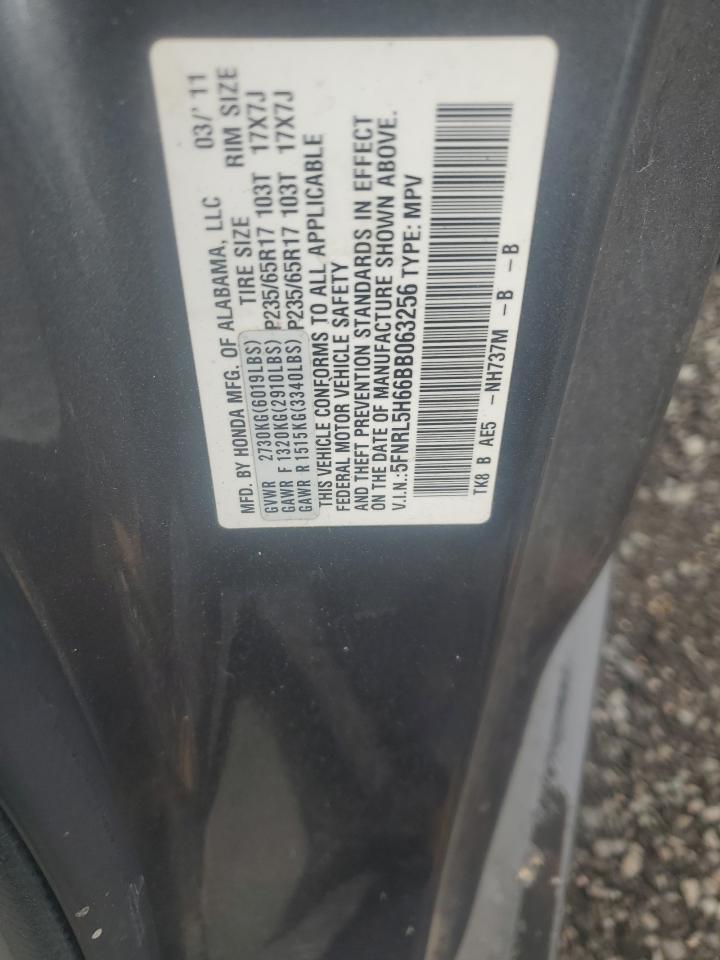 MFD. BY HONDA MFG. OF ALABAMA, LLC 03/'11
TIRE SIZE RIM SIZE
GVWR 2730KG(6019LBS)
GAWR F 1320KG(2910LBS) P235/65R17 103T 17X7J
GAWR R 1515KG(3340LBS) P235/65R17 103T 17X7J
THIS VEHICLE CONFORMS TO ALL APPLICABLE
FEDERAL MOTOR VEHICLE SAFETY
AND THEFT PREVENTION STANDARDS IN EFFECT
ON THE DATE OF MANUFACTURE SHOWN ABOVE.
V.I.N.:5FNRL5H66BB063256 TYPE: MPV
TK8 B AE5 -NH737M -B -B